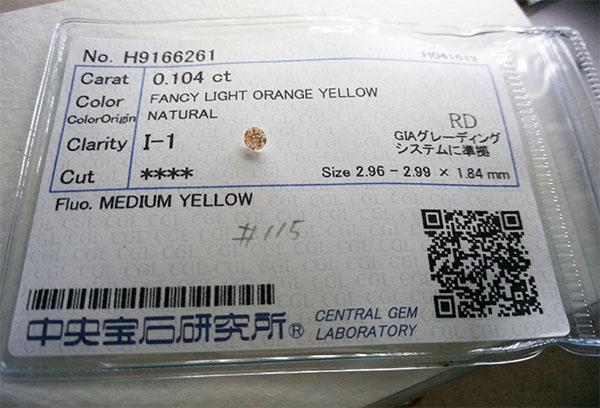 No. H9166261
H041619
Carat 0.104 ct
Color FANCY LIGHT ORANGE YELLOW
ColorOrigin NATURAL
RD
Clarity I-1
GIAグレーディング
システムに準拠
Cut ****
Size 2.96 - 2.99 × 1.84 mm
Fluo. MEDIUM YELLOW
#115
中央宝石研究所® CENTRAL GEM
LABORATORY